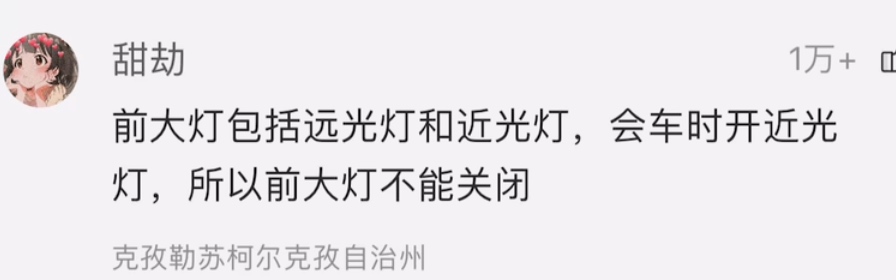 甜劫
1万+
前大灯包括远光灯和近光灯，会车时开近光
灯，所以前大灯不能关闭
克孜勒苏柯尔克孜自治州